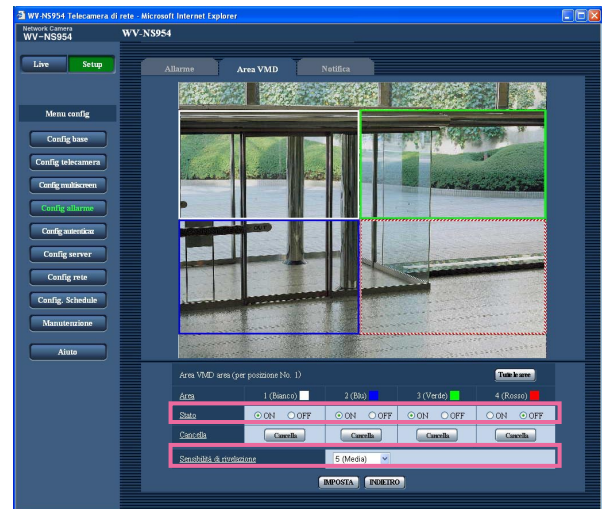 WV-NS954 Telecamera di rete - Microsoft Internet Explorer
Network Camera
WV-NS954
WV-NS954
Live Setup
Allarme Area VMD Notifica
Menu config
Config base
Config telecamera
Config multiscreen
Config allarme
Config autenticaz
Config server
Config rete
Config. Schedule
Manutenzione
Aiuto
OUT
Area VMD area (per posizione No. 1) Tutte le aree
Area 1 (Bianco) 2 (Blu) 3 (Verde) 4 (Rosso)
Stato ON OFF ON OFF ON OFF ON OFF
Cancella Cancella Cancella Cancella Cancella
Sensibilità di rivelazione 5 (Media)
IMPOSTA INDIETRO